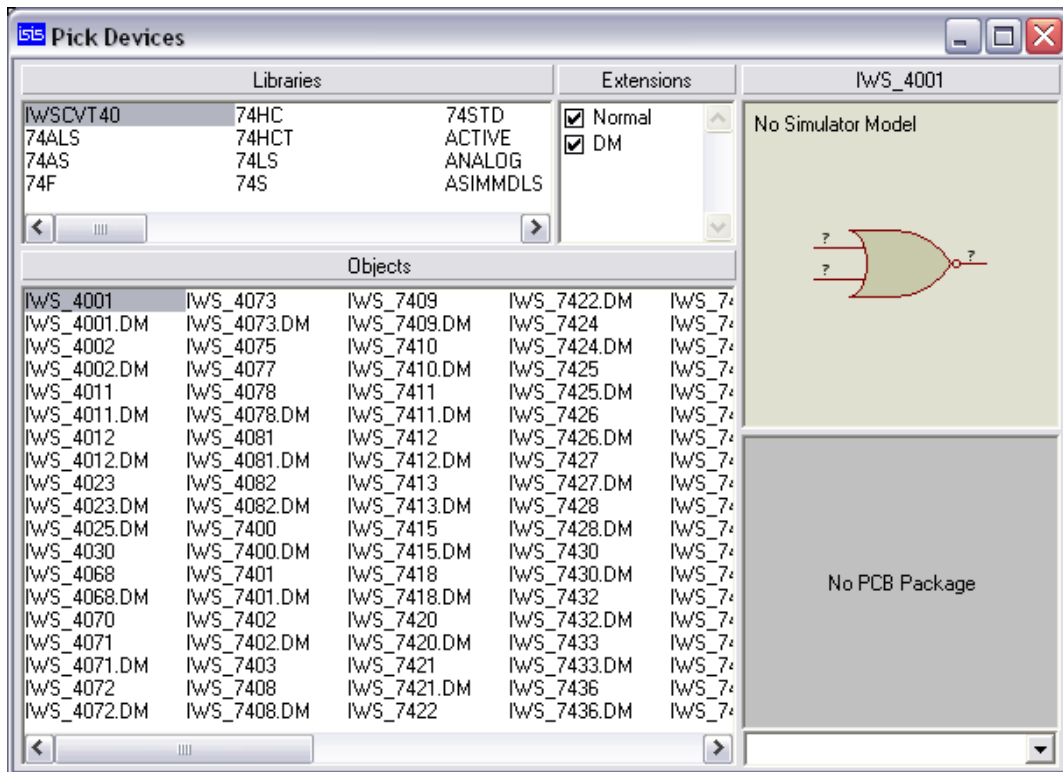 isis Pick Devices
Libraries Extensions IWS_4001
IWSCVT40 74HC 74STD Normal No Simulator Model
74ALS 74HCT ACTIVE DM
74AS 74LS ANALOG
74F 74S ASIMMDLS
? ? ?
Objects
IWS_4001 IWS_4073 IWS_7409 IWS_7422.DM
IWS_4001.DM IWS_4073.DM IWS_7409.DM IWS_7424
IWS_4002 IWS_4075 IWS_7410 IWS_7424.DM
IWS_4002.DM IWS_4077 IWS_7410.DM IWS_7425
IWS_4011 IWS_4078 IWS_7411 IWS_7425.DM
IWS_4011.DM IWS_4078.DM IWS_7411.DM IWS_7426
IWS_4012 IWS_4081 IWS_7412 IWS_7426.DM
IWS_4012.DM IWS_4081.DM IWS_7412.DM IWS_7427
IWS_4023 IWS_4082 IWS_7413 IWS_7427.DM
IWS_4023.DM IWS_4082.DM IWS_7413.DM IWS_7428
IWS_4025.DM IWS_7400 IWS_7415 IWS_7428.DM
IWS_4030 IWS_7400.DM IWS_7415.DM IWS_7430
IWS_4068 IWS_7401 IWS_7418 IWS_7430.DM
IWS_4068.DM IWS_7401.DM IWS_7418.DM IWS_7432
IWS_4070 IWS_7402 IWS_7420 IWS_7432.DM
IWS_4071 IWS_7402.DM IWS_7420.DM IWS_7433
IWS_4071.DM IWS_7403 IWS_7421 IWS_7433.DM
IWS_4072 IWS_7408 IWS_7421.DM IWS_7436
IWS_4072.DM IWS_7408.DM IWS_7422 IWS_7436.DM
No PCB Package